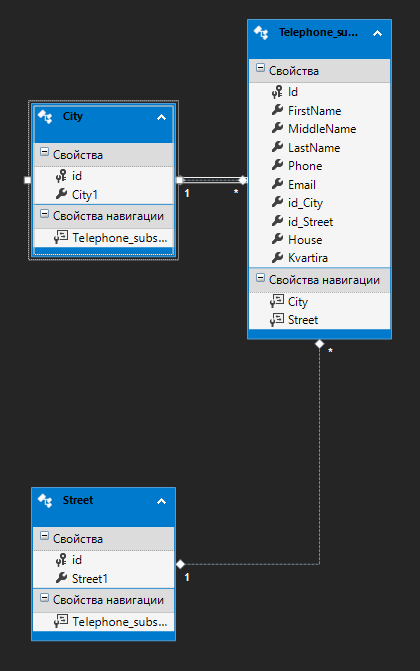 Telephone_su...
Свойства
Id
FirstName
MiddleName
LastName
Phone
Email
id_City
id_Street
House
Kvartira
Свойства навигации
City
Street
City
Свойства
id
City1
Свойства навигации
Telephone_subs...
1
*
*
Street
Свойства
id
Street1
Свойства навигации
Telephone_subs...
1